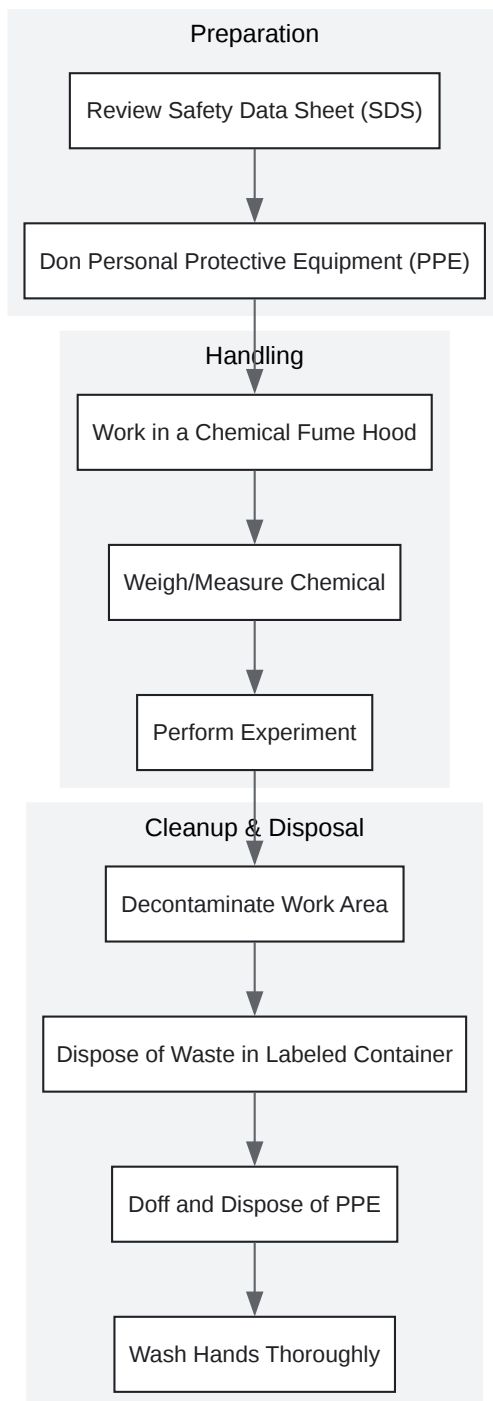 Preparation
Review Safety Data Sheet (SDS)
Don Personal Protective Equipment (PPE)
Handling
Work in a Chemical Fume Hood
Weigh/Measure Chemical
Perform Experiment
Cleanup & Disposal
Decontaminate Work Area
Dispose of Waste in Labeled Container
Doff and Dispose of PPE
Wash Hands Thoroughly